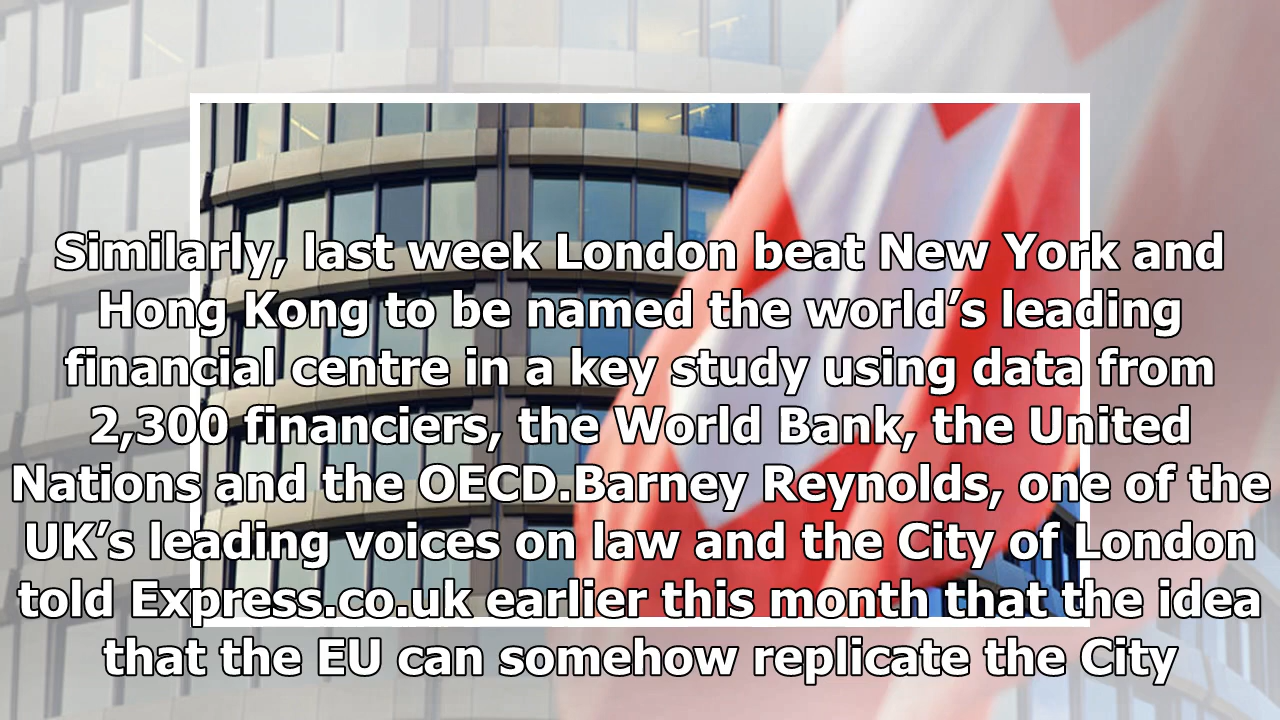 Similarly, last week London beat New York and
Hong Kong to be named the world’s leading
financial centre in a key study using data from
2,300 financiers, the World Bank, the United
Nations and the OECD.Barney Reynolds, one of the
UK’s leading voices on law and the City of London
told Express.co.uk earlier this month that the idea
that the EU can somehow replicate the City